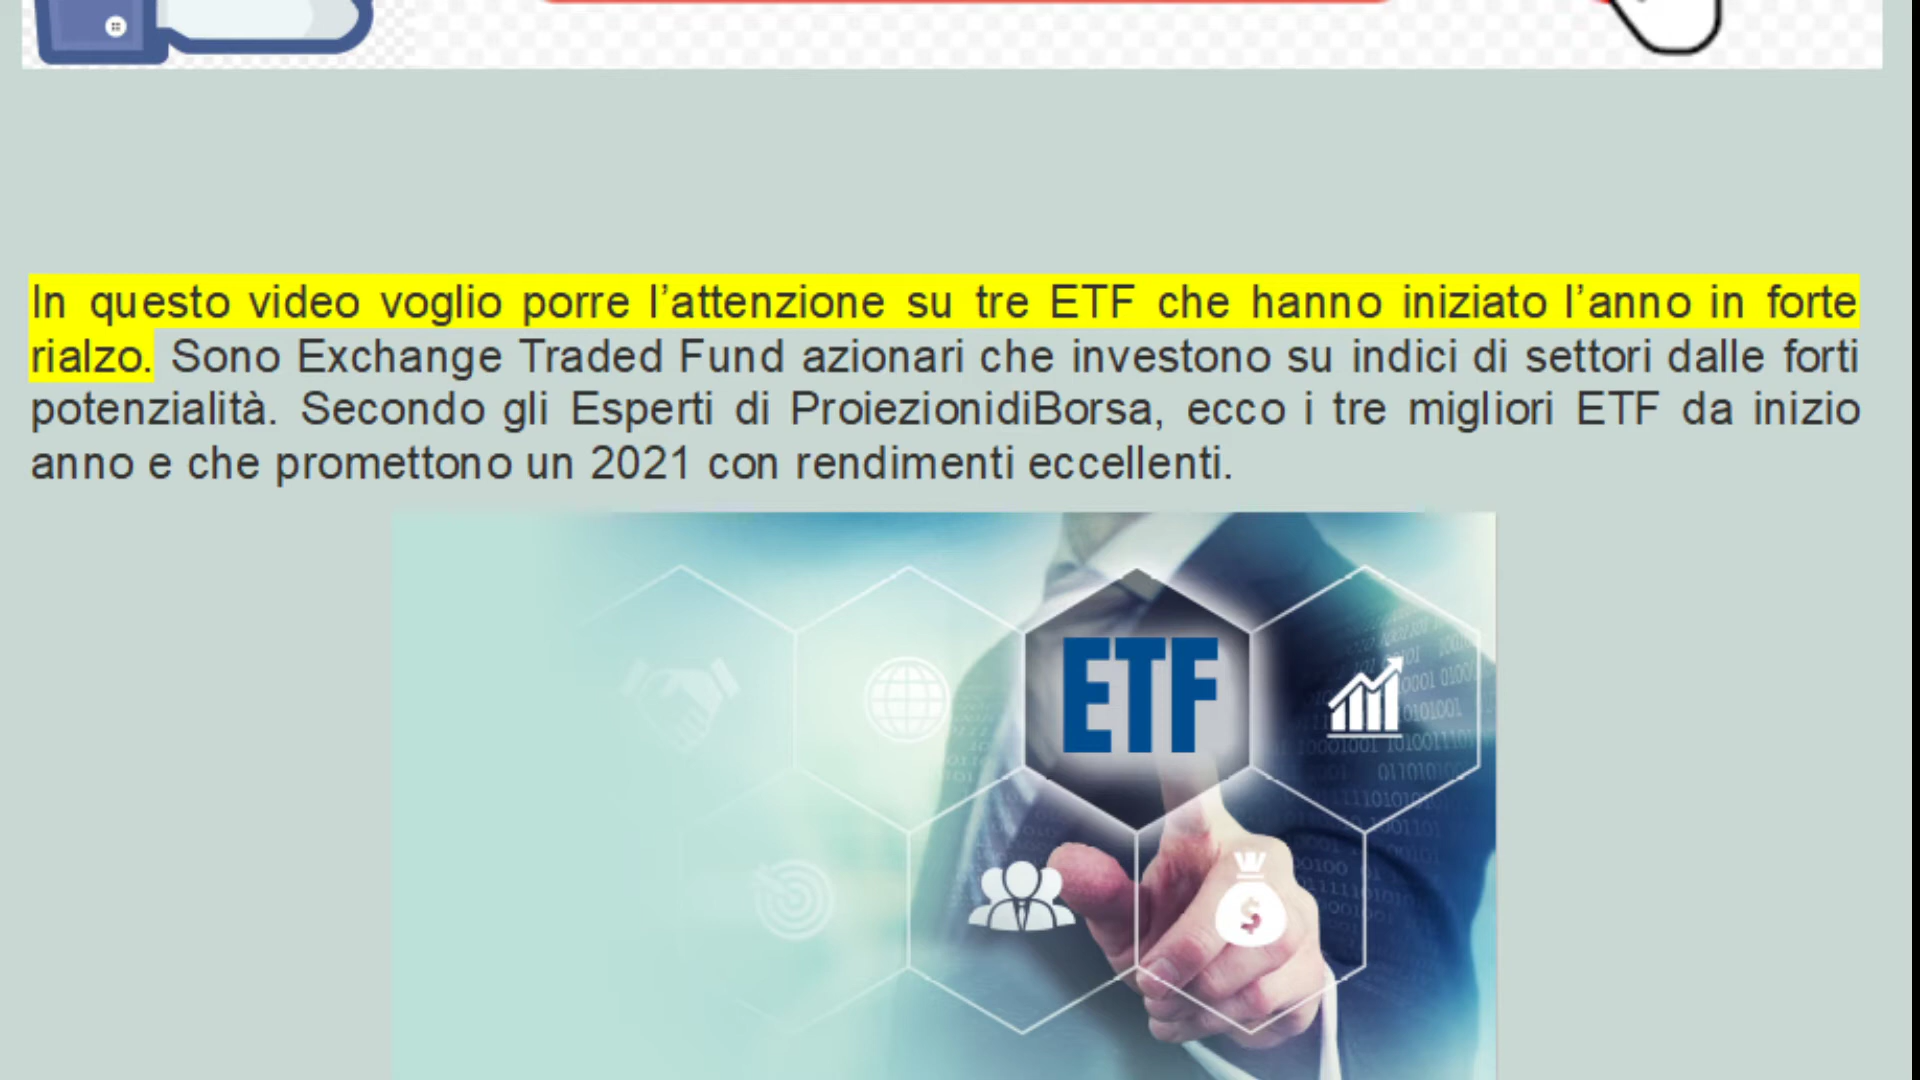 In questo video voglio porre l’attenzione su tre ETF che hanno iniziato l’anno in forte
rialzo. Sono Exchange Traded Fund azionari che investono su indici di settori dalle forti
potenzialità. Secondo gli Esperti di ProiezionidiBorsa, ecco i tre migliori ETF da inizio
anno e che promettono un 2021 con rendimenti eccellenti.
ETF